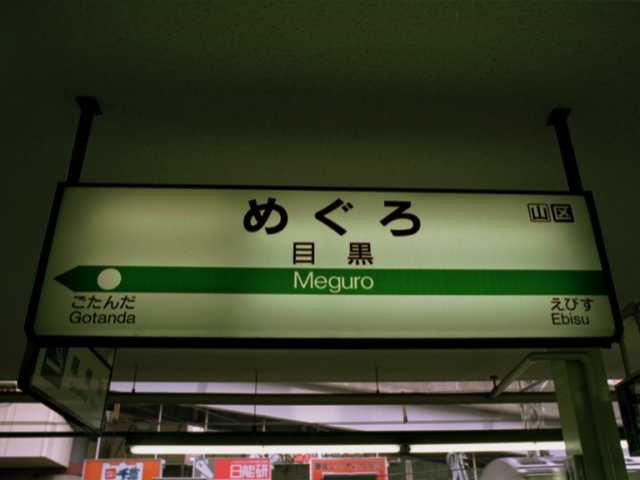 めぐろ
山区
目黒
Meguro
ごたんだ
Gotanda
えびす
Ebisu
日能研